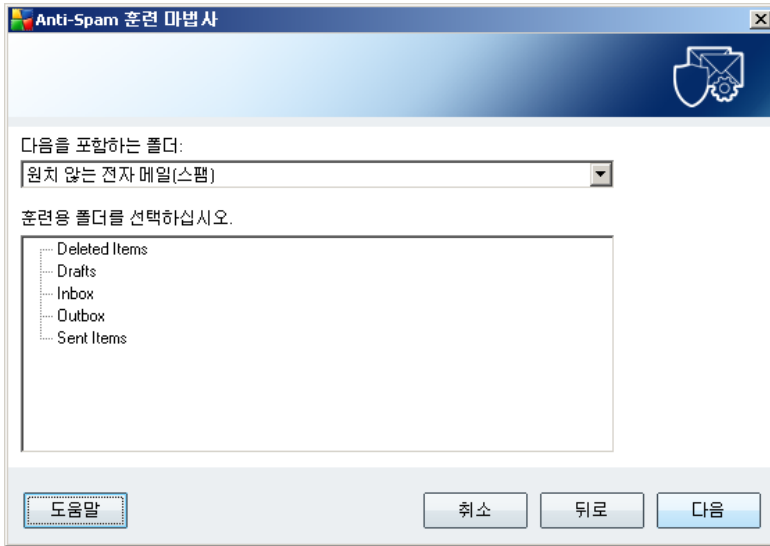 Anti-Spam 훈련 마법사
다음을 포함하는 폴더:
원치 않는 전자 메일(스팸)
훈련용 폴더를 선택하십시오.
Deleted Items
Drafts
Inbox
Outbox
Sent Items
도움말 취소 뒤로 다음